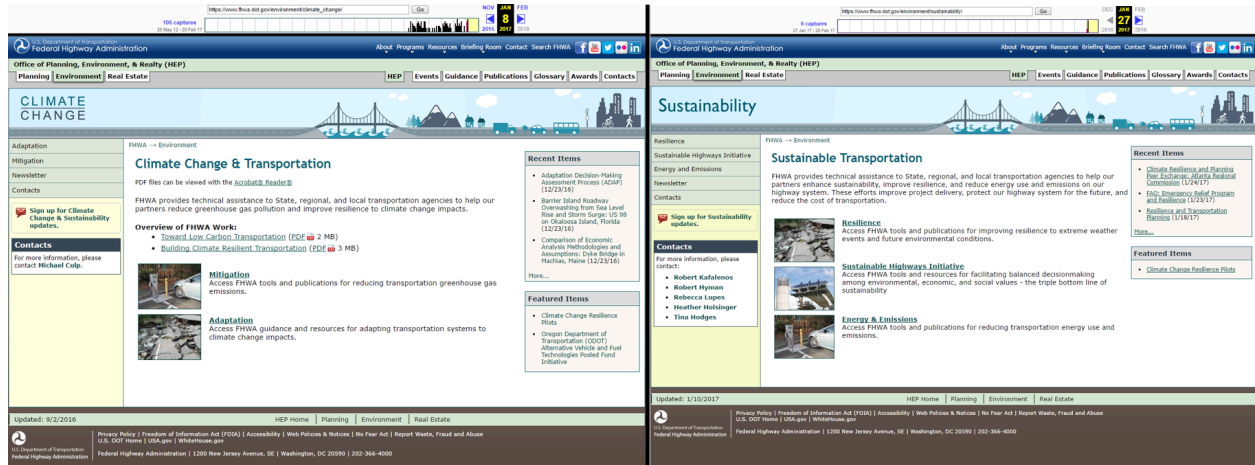 https://www.fhwa.dot.gov/environment/climate_change/ Go
NOV JAN FEB
8
2015 2017 2018
106 captures
20 May 12 - 20 Feb 17
U.S. Department of Transportation
Federal Highway Administration
About Programs Resources Briefing Room Contact Search FHWA
Office of Planning, Environment, & Realty (HEP)
Planning Environment Real Estate
HEP Events Guidance Publications Glossary Awards Contacts
CLIMATE
CHANGE
Adaptation
Mitigation
Newsletter
Contacts
Sign up for Climate
Change & Sustainability
updates.
Contacts
For more information, please
contact Michael Culp.
FHWA → Environment
Climate Change & Transportation
PDF files can be viewed with the Acrobat® Reader®
FHWA provides technical assistance to State, regional, and local transportation agencies to help our
partners reduce greenhouse gas pollution and improve resilience to climate change impacts.
Overview of FHWA Work:
• Toward Low Carbon Transportation (PDF 2 MB)
• Building Climate Resilient Transportation (PDF 3 MB)
Mitigation
Access FHWA tools and publications for reducing transportation greenhouse gas
emissions.
Adaptation
Access FHWA guidance and resources for adapting transportation systems to
climate change impacts.
Recent Items
• Adaptation Decision-Making
Assessment Process (ADAP)
(12/23/16)
• Barrier Island Roadway
Overwashing from Sea Level
Rise and Storm Surge: US 98
on Okaloosa Island, Florida
(12/23/16)
• Comparison of Economic
Analysis Methodologies and
Assumptions: Dyke Bridge in
Machias, Maine (12/23/16)
More...
Featured Items
• Climate Change Resilience
Pilots
• Oregon Department of
Transportation (ODOT)
Alternative Vehicle and Fuel
Technologies Pooled Fund
Initiative
Updated: 9/2/2016
HEP Home | Planning | Environment | Real Estate
U.S. Department of Transportation
Federal Highway Administration
Privacy Policy | Freedom of Information Act (FOIA) | Accessibility | Web Policies & Notices | No Fear Act | Report Waste, Fraud and Abuse
U.S. DOT Home | USA.gov | WhiteHouse.gov
Federal Highway Administration | 1200 New Jersey Avenue, SE | Washington, DC 20590 | 202-366-4000
https://www.fhwa.dot.gov/environment/sustainability/ Go
DEC JAN FEB
27
2016 2017 2018
6 captures
27 Jan 17 - 20 Feb 17
U.S. Department of Transportation
Federal Highway Administration
About Programs Resources Briefing Room Contact Search FHWA
Office of Planning, Environment, & Realty (HEP)
Planning Environment Real Estate
HEP Events Guidance Publications Glossary Awards Contacts
Sustainability
Resilience
Sustainable Highways Initiative
Energy and Emissions
Newsletter
Contacts
Sign up for Sustainability
updates.
Contacts
For more information, please
contact:
• Robert Kafalenos
• Robert Hyman
• Rebecca Lupes
• Heather Holsinger
• Tina Hodges
FHWA → Environment
Sustainable Transportation
FHWA provides technical assistance to State, regional, and local transportation agencies to help our
partners enhance sustainability, improve resilience, and reduce energy use and emissions on our
highway system. These efforts improve project delivery, protect our highway system for the future, and
reduce the cost of transportation.
Resilience
Access FHWA tools and publications for improving resilience to extreme weather
events and future environmental conditions.
Sustainable Highways Initiative
Access FHWA tools and resources for facilitating balanced decisionmaking
among environmental, economic, and social values - the triple bottom line of
sustainability
Energy & Emissions
Access FHWA tools and publications for reducing transportation energy use and
emissions.
Recent Items
• Climate Resilience and Planning
Peer Exchange: Atlanta Regional
Commission (1/24/17)
• FAQ: Emergency Relief Program
and Resilience (1/23/17)
• Resilience and Transportation
Planning (1/18/17)
More...
Featured Items
• Climate Change Resilience Pilots
Updated: 1/10/2017
HEP Home | Planning | Environment | Real Estate
U.S. Department of Transportation
Federal Highway Administration
Privacy Policy | Freedom of Information Act (FOIA) | Accessibility | Web Policies & Notices | No Fear Act | Report Waste, Fraud and Abuse
U.S. DOT Home | USA.gov | WhiteHouse.gov
Federal Highway Administration | 1200 New Jersey Avenue, SE | Washington, DC 20590 | 202-366-4000